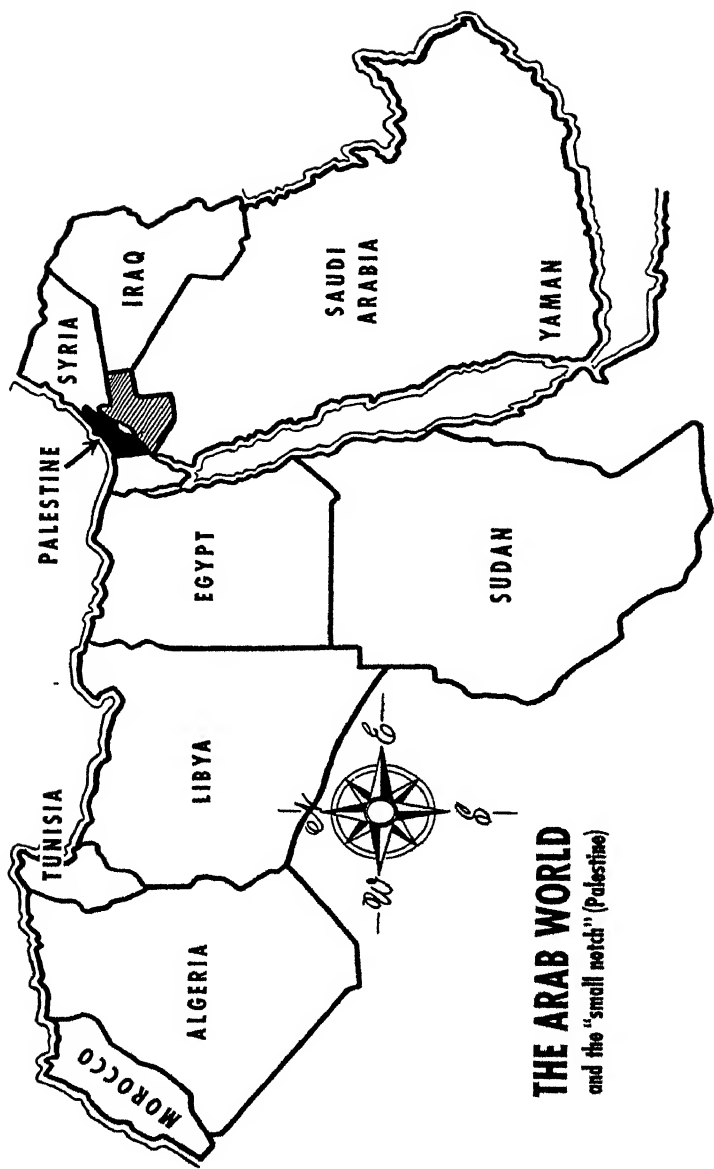 MOROCCO
ALGERIA
TUNISIA
LIBYA
EGYPT
SUDAN
PALESTINE
SYRIA
IRAQ
SAUDI
ARABIA
YAMAN
N
W
E
S
THE ARAB WORLD
and the "small notch" (Palestine)